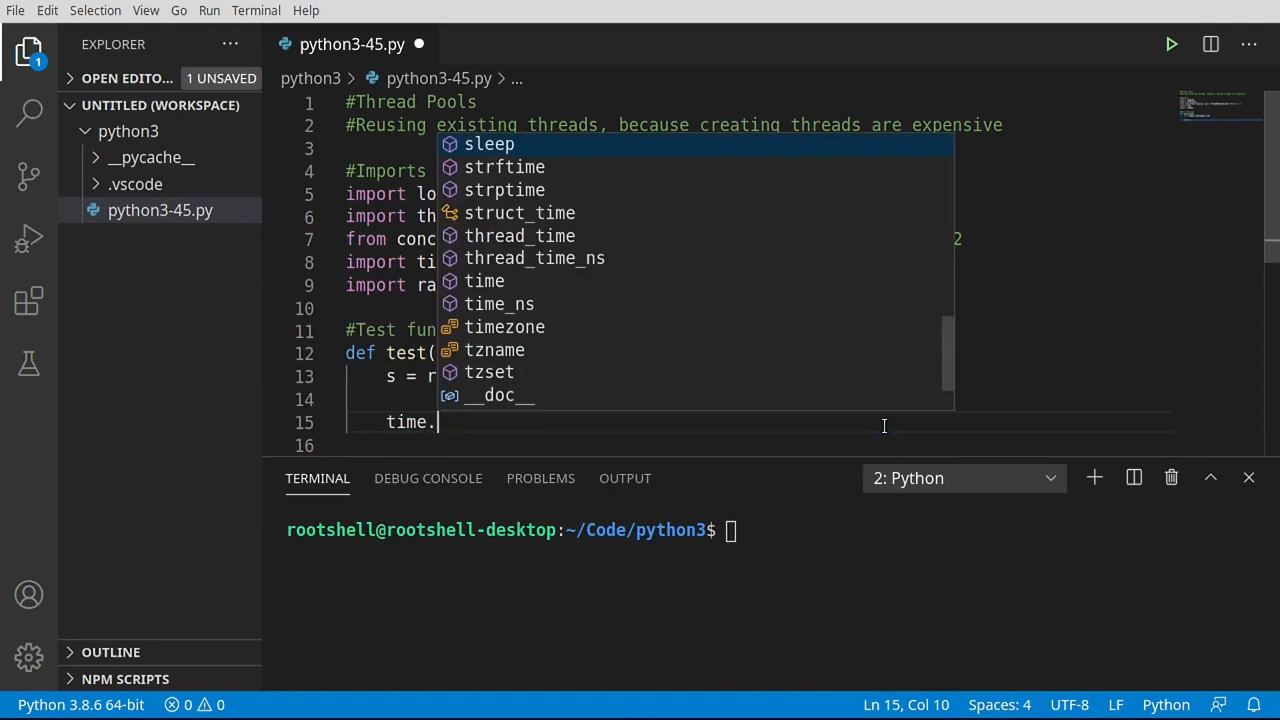 File Edit Selection View Go Run Terminal Help
EXPLORER
python3-45.py
OPEN EDITO... 1 UNSAVED
python3 > python3-45.py > ...
UNTITLED (WORKSPACE)
python3
__pycache__
.vscode
python3-45.py
1 #Thread Pools
2 #Reusing existing threads, because creating threads are expensive
3
4 #Imports
5 import lo
6 import th
7 from conc 2
8 import ti
9 import ra
10
11 #Test fun
12 def test(
13 s = r
14
15 time.
16
sleep
strftime
strptime
struct_time
thread_time
thread_time_ns
time
time_ns
timezone
tzname
tzset
__doc__
TERMINAL DEBUG CONSOLE PROBLEMS OUTPUT 2: Python
rootshell@rootshell-desktop:~/Code/python3$
1
OUTLINE
NPM SCRIPTS
Python 3.8.6 64-bit 0 0 Ln 15, Col 10 Spaces: 4 UTF-8 LF Python